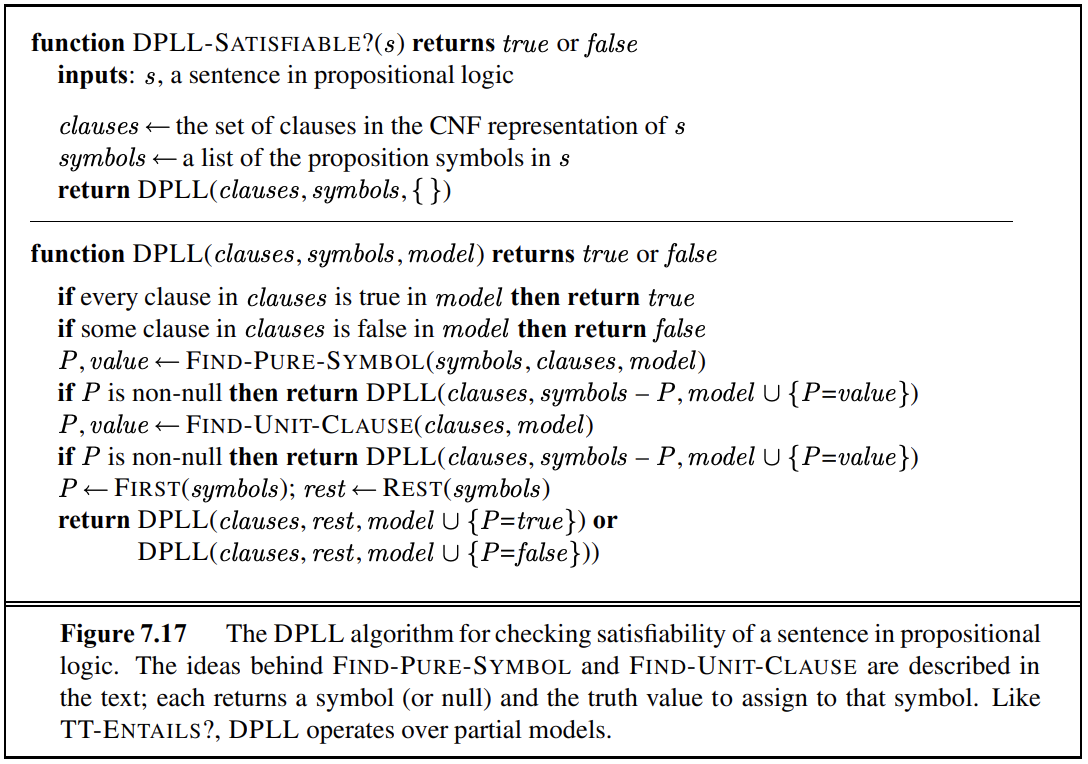 function DPLL-SATISFIABLE?(s) returns true or false
inputs: s, a sentence in propositional logic
clauses ← the set of clauses in the CNF representation of s
symbols ← a list of the proposition symbols in s
return DPLL(clauses, symbols, { })
function DPLL(clauses, symbols, model) returns true or false
if every clause in clauses is true in model then return true
if some clause in clauses is false in model then return false
P, value ← FIND-PURE-SYMBOL(symbols, clauses, model)
if P is non-null then return DPLL(clauses, symbols – P, model ∪ {P=value})
P, value ← FIND-UNIT-CLAUSE(clauses, model)
if P is non-null then return DPLL(clauses, symbols – P, model ∪ {P=value})
P ← FIRST(symbols); rest ← REST(symbols)
return DPLL(clauses, rest, model ∪ {P=true}) or
DPLL(clauses, rest, model ∪ {P=false}))
Figure 7.17 The DPLL algorithm for checking satisfiability of a sentence in propositional
logic. The ideas behind FIND-PURE-SYMBOL and FIND-UNIT-CLAUSE are described in
the text; each returns a symbol (or null) and the truth value to assign to that symbol. Like
TT-ENTAILS?, DPLL operates over partial models.